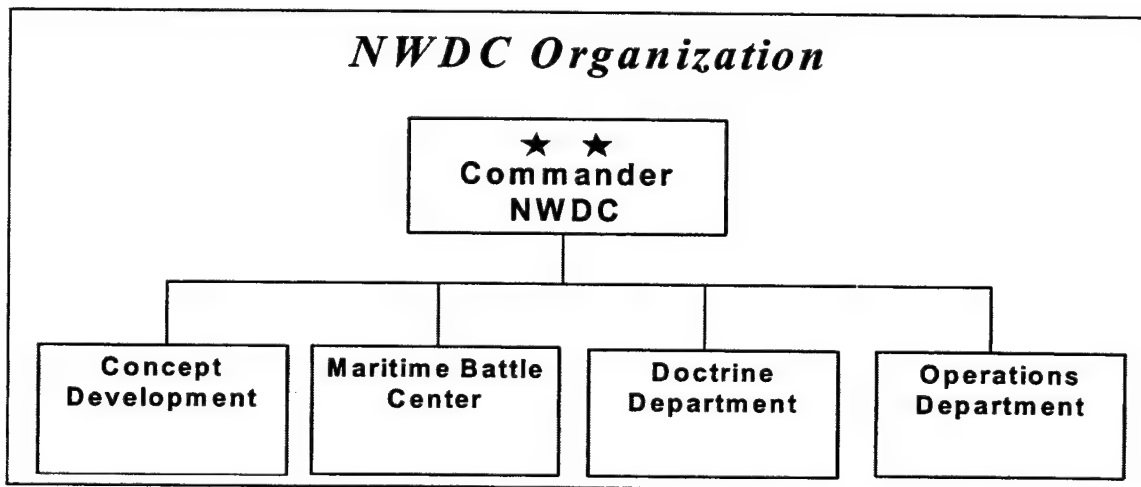 NWDC Organization
★ ★
Commander
NWDC
Concept
Development
Maritime Battle
Center
Doctrine
Department
Operations
Department